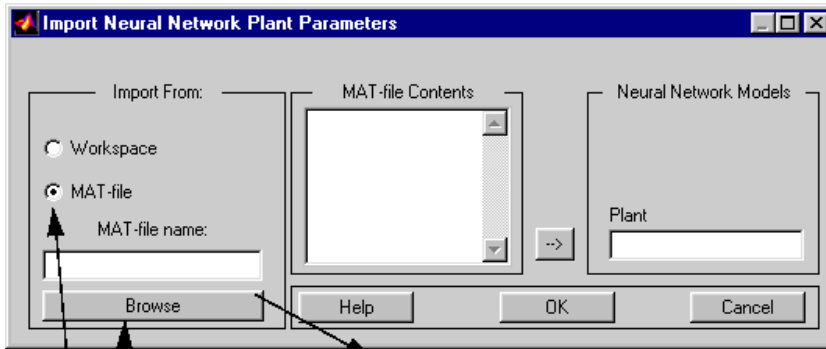 Import Neural Network Plant Parameters
Import From:
Workspace
MAT-file
MAT-file name:
Browse
MAT-file Contents
-->
Neural Network Models
Plant
Help
OK
Cancel